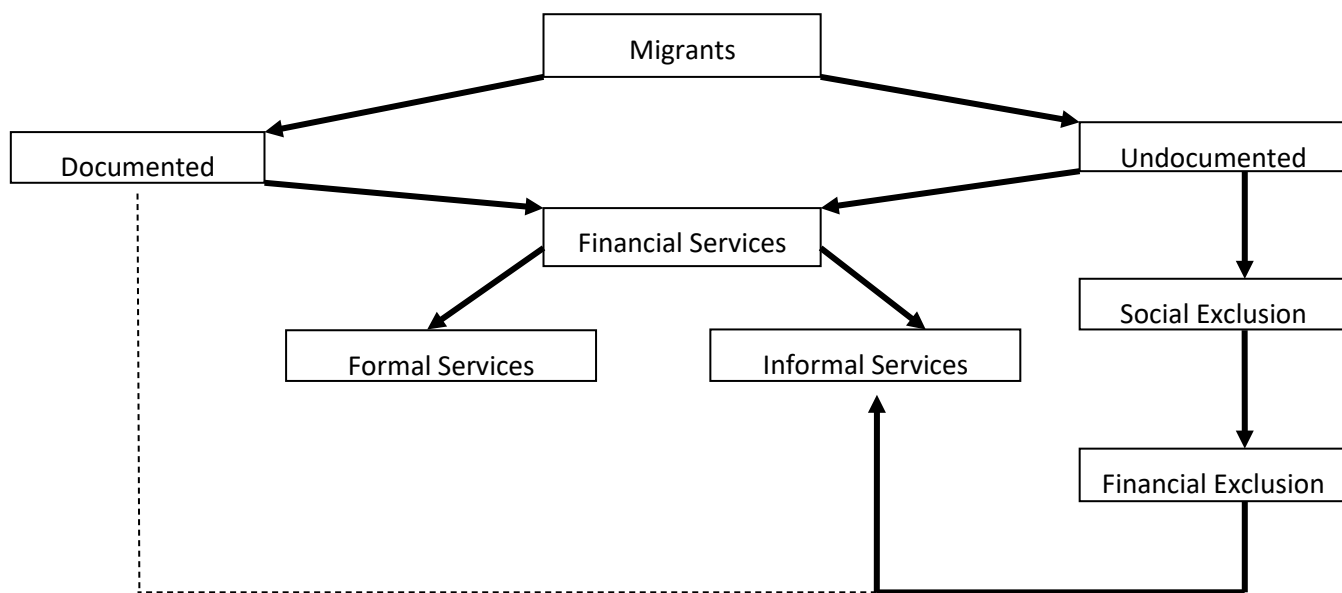 Migrants
Documented
Undocumented
Financial Services
Social Exclusion
Formal Services
Informal Services
Financial Exclusion